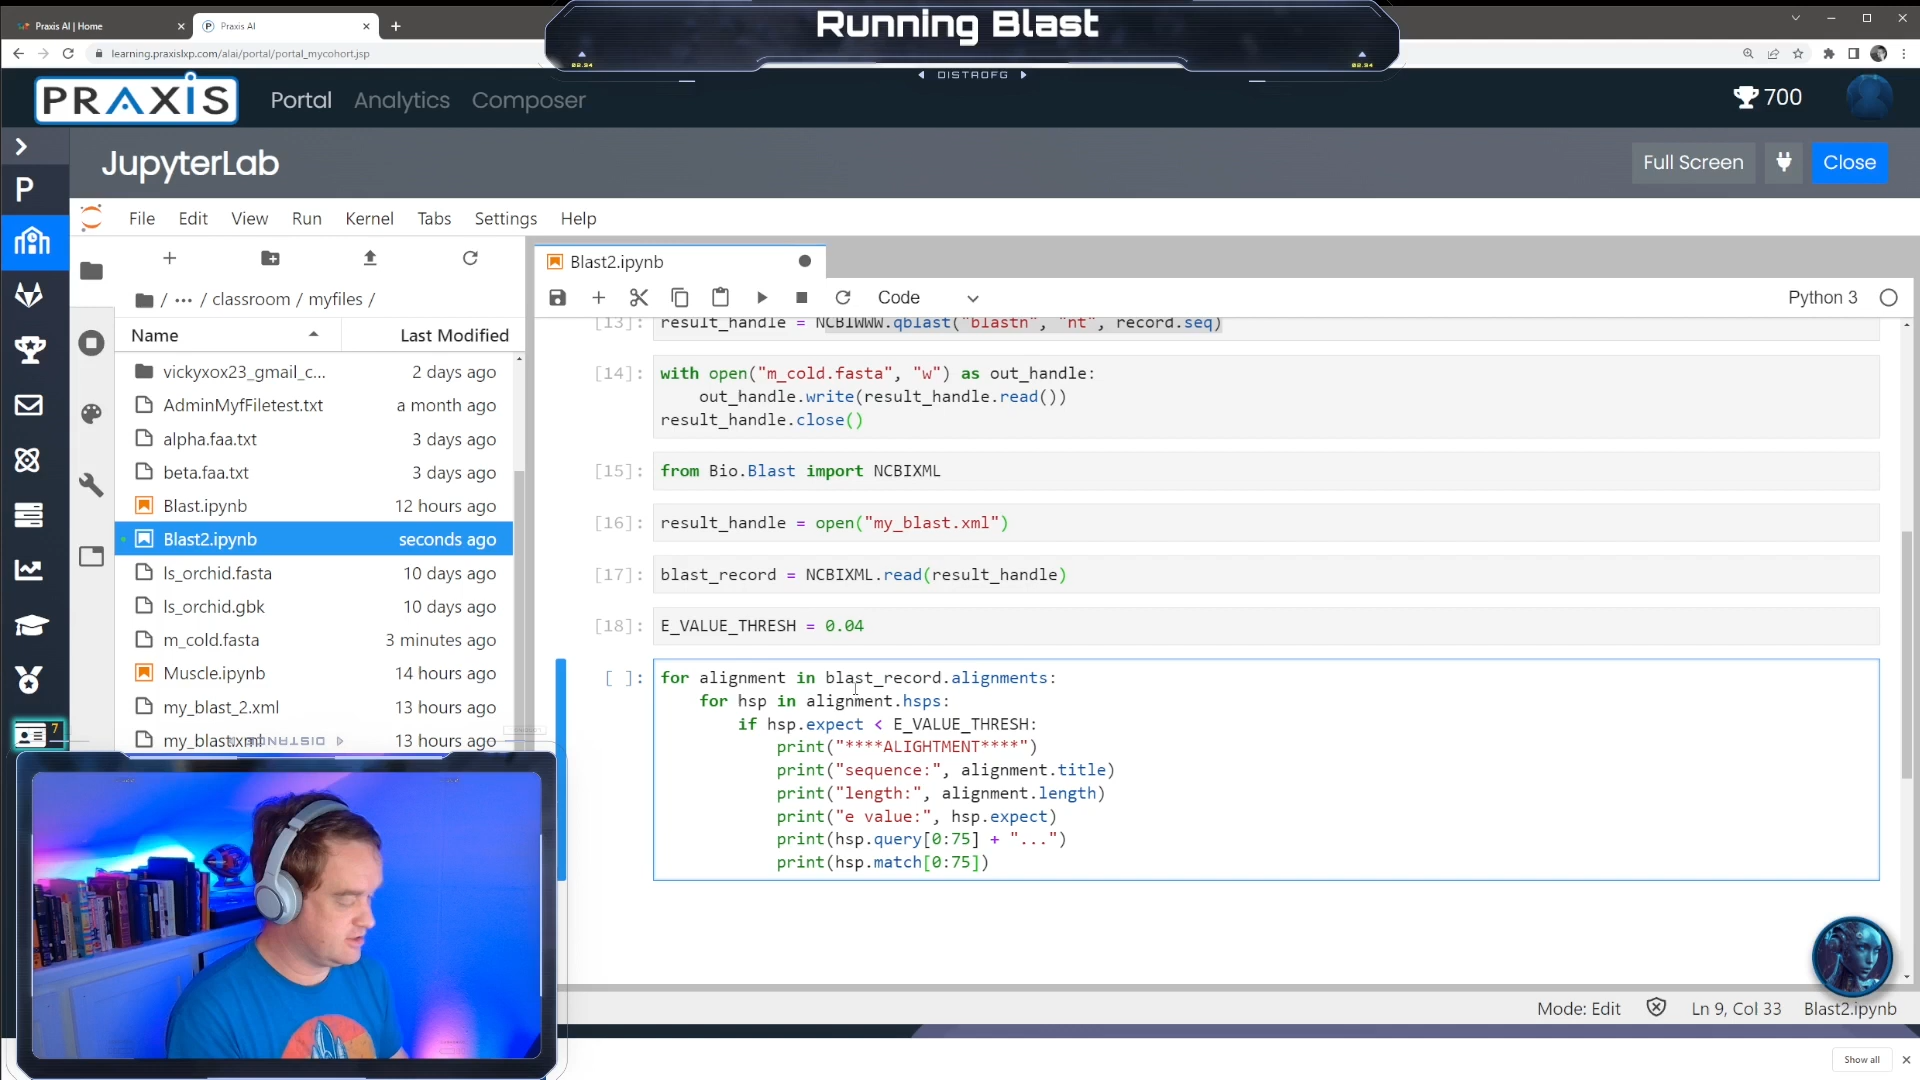 Running Blast
Praxis AI | Home
Praxis AI
learning.praxislxp.com/alai/portal/portal_mycohort.jsp
02.94
02.94
DISTROFG
PRAXIS
Portal Analytics Composer
700
JupyterLab
Full Screen
Close
P
File Edit View Run Kernel Tabs Settings Help
/ ··· / classroom / myfiles /
Name
Last Modified
vickyxox23_gmail_c... 2 days ago
AdminMyfFiletest.txt a month ago
alpha.faa.txt 3 days ago
beta.faa.txt 3 days ago
Blast.ipynb 12 hours ago
Blast2.ipynb seconds ago
ls_orchid.fasta 10 days ago
ls_orchid.gbk 10 days ago
m_cold.fasta 3 minutes ago
Muscle.ipynb 14 hours ago
my_blast_2.xml 13 hours ago
my_blast.xml 13 hours ago
7
Blast2.ipynb
Code
Python 3
[13]: result_handle = NCBIWWW.qblast("blastn", "nt", record.seq)
[14]: with open("m_cold.fasta", "w") as out_handle:
out_handle.write(result_handle.read())
result_handle.close()
[15]: from Bio.Blast import NCBIXML
[16]: result_handle = open("my_blast.xml")
[17]: blast_record = NCBIXML.read(result_handle)
[18]: E_VALUE_THRESH = 0.04
[ ]: for alignment in blast_record.alignments:
for hsp in alignment.hsps:
if hsp.expect < E_VALUE_THRESH:
print("****ALIGHTMENT****")
print("sequence:", alignment.title)
print("length:", alignment.length)
print("e value:", hsp.expect)
print(hsp.query[0:75] + "...")
print(hsp.match[0:75])
Mode: Edit
Ln 9, Col 33
Blast2.ipynb
Show all